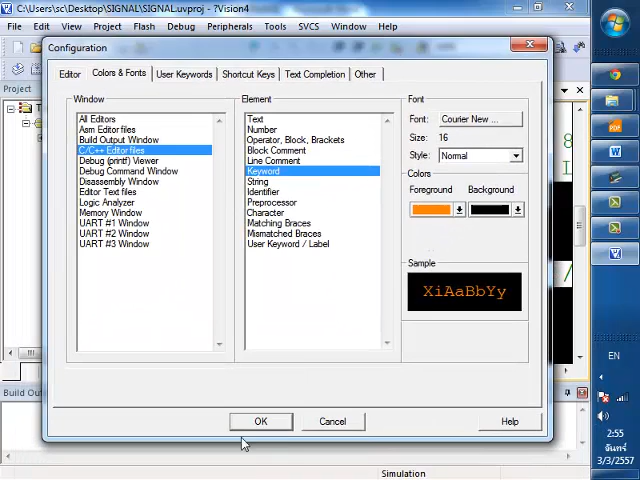 C:\Users\sc\Desktop\SIGNAL\SIGNAL.uvproj - ?Vision4
File Edit View Project Flash Debug Peripherals Tools SVCS Window Help
Configuration
Editor Colors & Fonts User Keywords Shortcut Keys Text Completion Other
Window
All Editors
Asm Editor files
Build Output Window
C/C++ Editor files
Debug (printf) Viewer
Debug Command Window
Disassembly Window
Editor Text files
Logic Analyzer
Memory Window
UART #1 Window
UART #2 Window
UART #3 Window
Element
Text
Number
Operator, Block, Brackets
Block Comment
Line Comment
Keyword
String
Identifier
Preprocessor
Character
Matching Braces
Mismatched Braces
User Keyword / Label
Font
Font: Courier New ...
Size: 16
Style: Normal
Colors
Foreground Background
Sample
XiAaBbYy
OK Cancel Help
Project
Build Out
Simulation
PDF
EN
2:55
จันทร์
3/3/2557